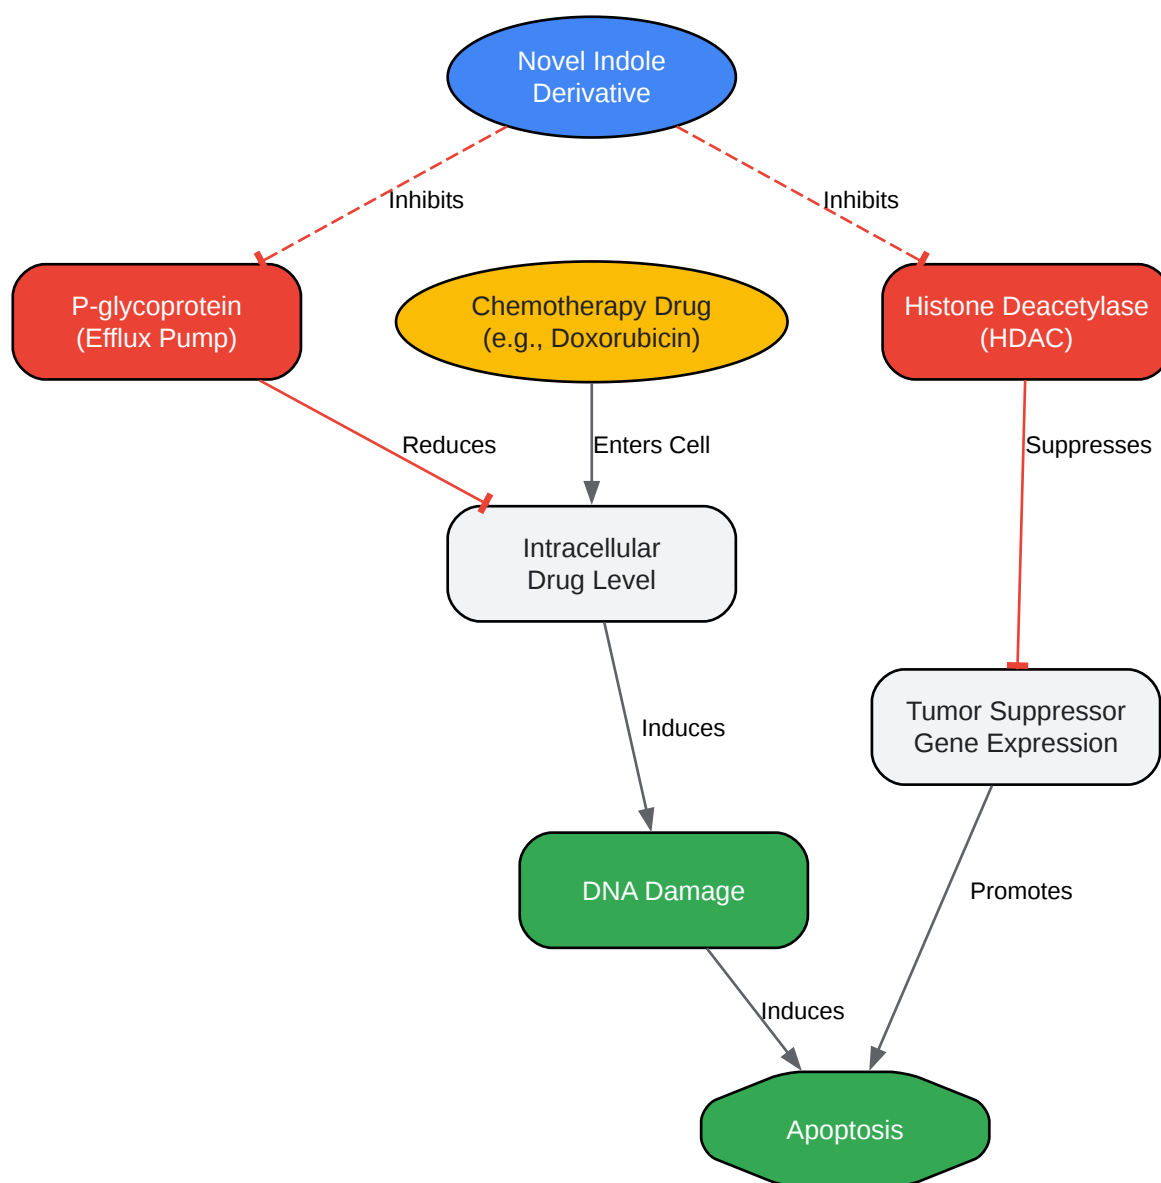 Novel Indole
Derivative
Inhibits
Inhibits
P-glycoprotein
(Efflux Pump)
Chemotherapy Drug
(e.g., Doxorubicin)
Histone Deacetylase
(HDAC)
Reduces
Enters Cell
Suppresses
Intracellular
Drug Level
Induces
Tumor Suppressor
Gene Expression
DNA Damage
Promotes
Induces
Apoptosis